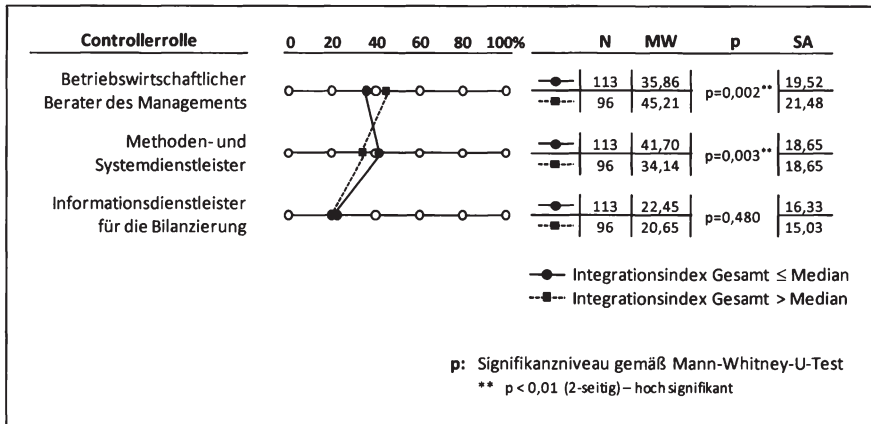 Controllerrolle 0 20 40 60 80 100% N MW p SA
Betriebswirtschaftlicher
Berater des Managements
113 35,86 p=0,002** 19,52
96 45,21 21,48
Methoden- und
Systemdienstleister
113 41,70 p=0,003** 18,65
96 34,14 18,65
Informationsdienstleister
für die Bilanzierung
113 22,45 p=0,480 16,33
96 20,65 15,03
Integrationsindex Gesamt ≤ Median
Integrationsindex Gesamt > Median
p: Signifikanzniveau gemäß Mann-Whitney-U-Test
** p < 0,01 (2-seitig) – hoch signifikant